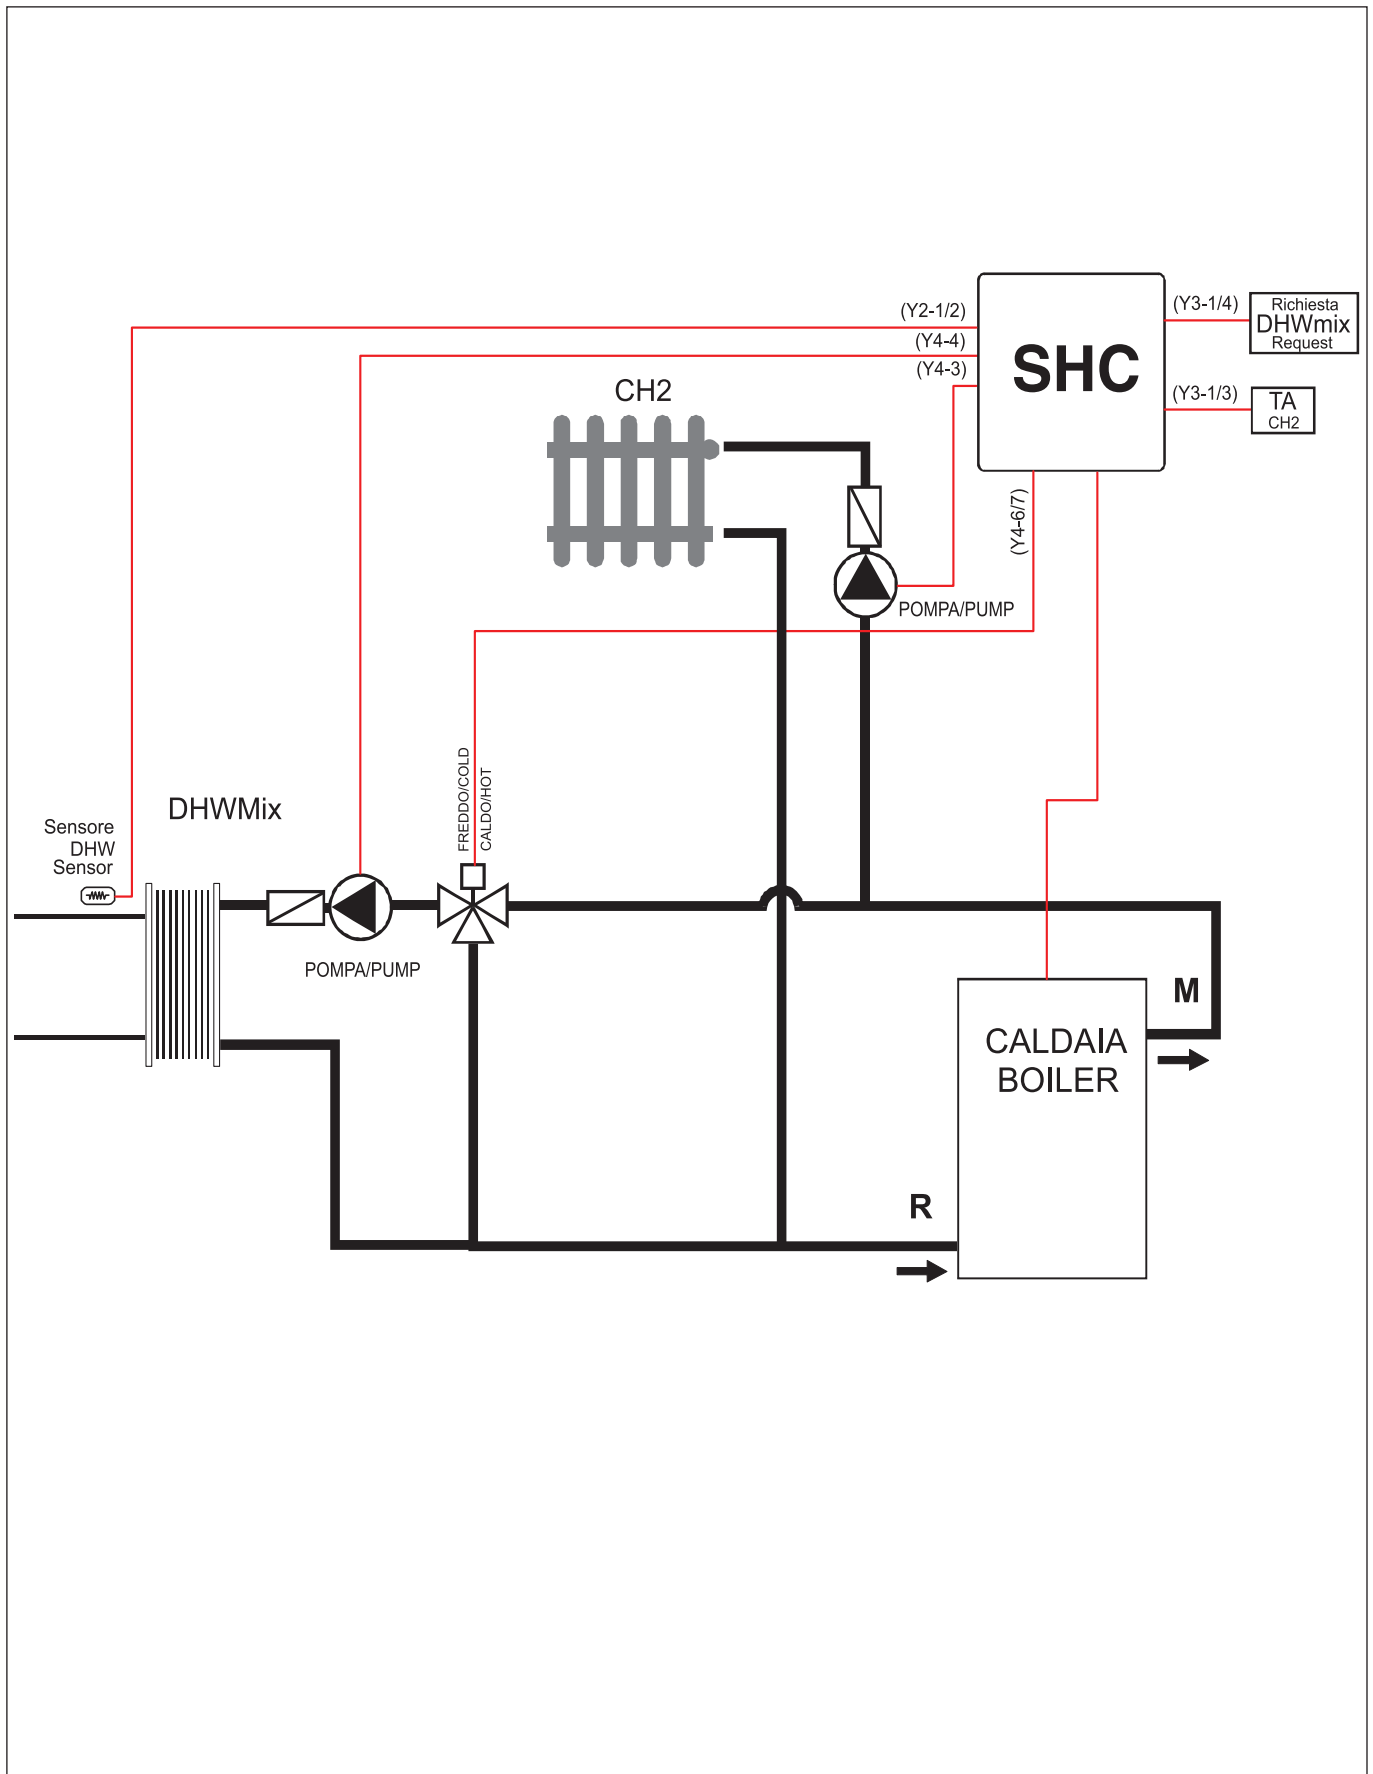 (Y2-1/2)
(Y4-4)
(Y4-3)
SHC
(Y3-1/4)
Richiesta
DHWmix
Request
(Y3-1/3)
TA
CH2
CH2
(Y4-6/7)
POMPA/PUMP
FREDDO/COLD
CALDO/HOT
DHWMix
Sensore
DHW
Sensor
POMPA/PUMP
M
CALDAIA
BOILER
R